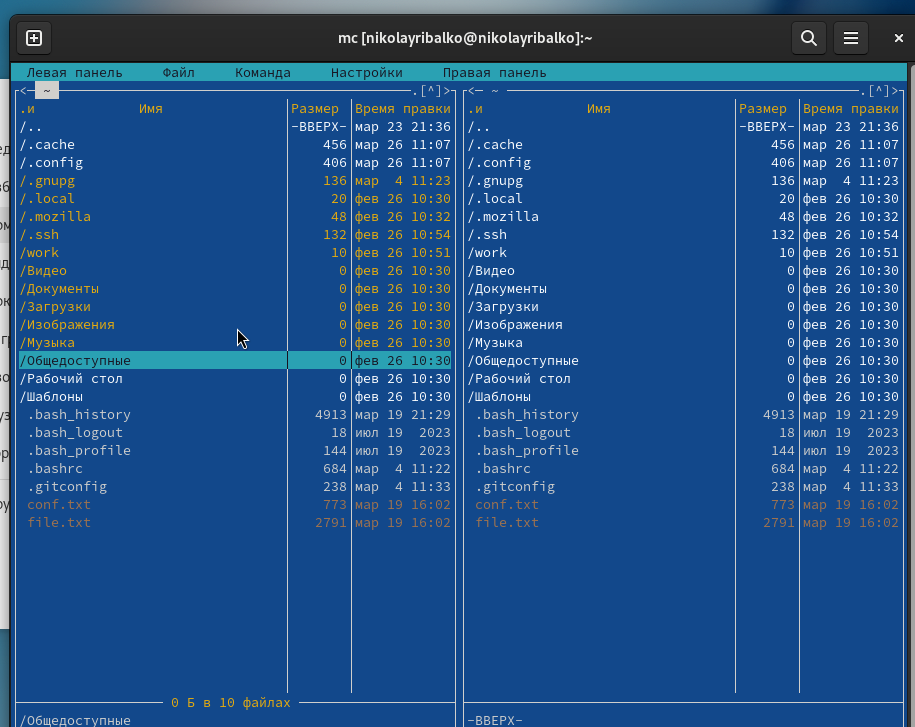 mc [nikolayribalko@nikolayribalko]:~
Левая панель Файл Команда Настройки Правая панель
<─ ~ .[^]> <─ ~ .[^]>
.и Имя Размер Время правки .и Имя Размер Время правки
/.. -ВВЕРХ- мар 23 21:36 /.. -ВВЕРХ- мар 23 21:36
/.cache 456 мар 26 11:07 /.cache 456 мар 26 11:07
/.config 406 мар 26 11:07 /.config 406 мар 26 11:07
/.gnupg 136 мар 4 11:23 /.gnupg 136 мар 4 11:23
/.local 20 фев 26 10:30 /.local 20 фев 26 10:30
/.mozilla 48 фев 26 10:32 /.mozilla 48 фев 26 10:32
/.ssh 132 фев 26 10:54 /.ssh 132 фев 26 10:54
/work 10 фев 26 10:51 /work 10 фев 26 10:51
/Видео 0 фев 26 10:30 /Видео 0 фев 26 10:30
/Документы 0 фев 26 10:30 /Документы 0 фев 26 10:30
/Загрузки 0 фев 26 10:30 /Загрузки 0 фев 26 10:30
/Изображения 0 фев 26 10:30 /Изображения 0 фев 26 10:30
/Музыка 0 фев 26 10:30 /Музыка 0 фев 26 10:30
/Общедоступные 0 фев 26 10:30 /Общедоступные 0 фев 26 10:30
/Рабочий стол 0 фев 26 10:30 /Рабочий стол 0 фев 26 10:30
/Шаблоны 0 фев 26 10:30 /Шаблоны 0 фев 26 10:30
.bash_history 4913 мар 19 21:29 .bash_history 4913 мар 19 21:29
.bash_logout 18 июл 19 2023 .bash_logout 18 июл 19 2023
.bash_profile 144 июл 19 2023 .bash_profile 144 июл 19 2023
.bashrc 684 мар 4 11:22 .bashrc 684 мар 4 11:22
.gitconfig 238 мар 4 11:33 .gitconfig 238 мар 4 11:33
conf.txt 773 мар 19 16:02 conf.txt 773 мар 19 16:02
file.txt 2791 мар 19 16:02 file.txt 2791 мар 19 16:02
0 Б в 10 файлах
/Общедоступные -ВВЕРХ-